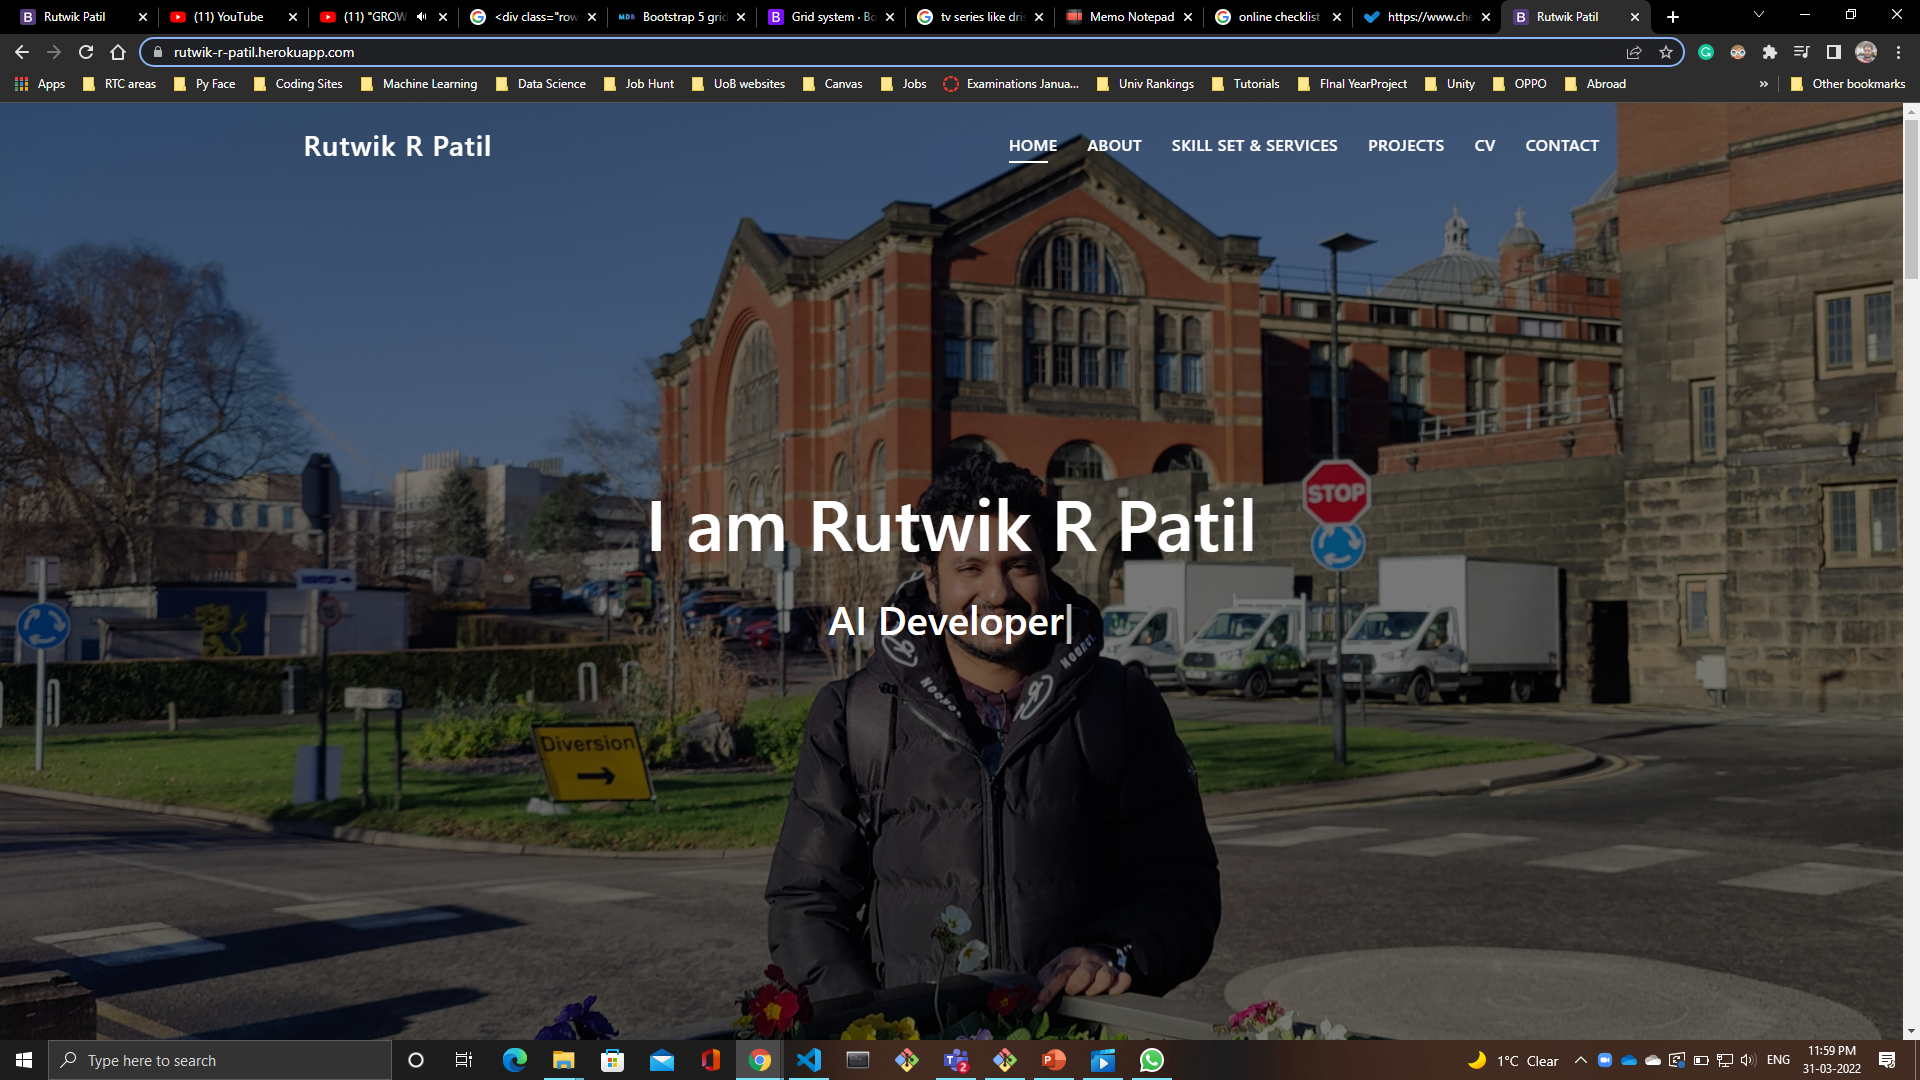 Rutwik Patil
(11) YouTube
(11) "GROW
<div class="row
MDB Bootstrap 5 grid
Grid system · Bo
tv series like dris
Memo Notepad
online checklist
https://www.che
Rutwik Patil
rutwik-r-patil.herokuapp.com
Apps
RTC areas
Py Face
Coding Sites
Machine Learning
Data Science
Job Hunt
UoB websites
Canvas
Jobs
Examinations Janua...
Univ Rankings
Tutorials
FInal YearProject
Unity
OPPO
Abroad
»
Other bookmarks
Rutwik R Patil
HOME
ABOUT
SKILL SET & SERVICES
PROJECTS
CV
CONTACT
STOP
I am Rutwik R Patil
AI Developer
Diversion
Type here to search
2
1°C Clear
ENG
11:59 PM
31-03-2022